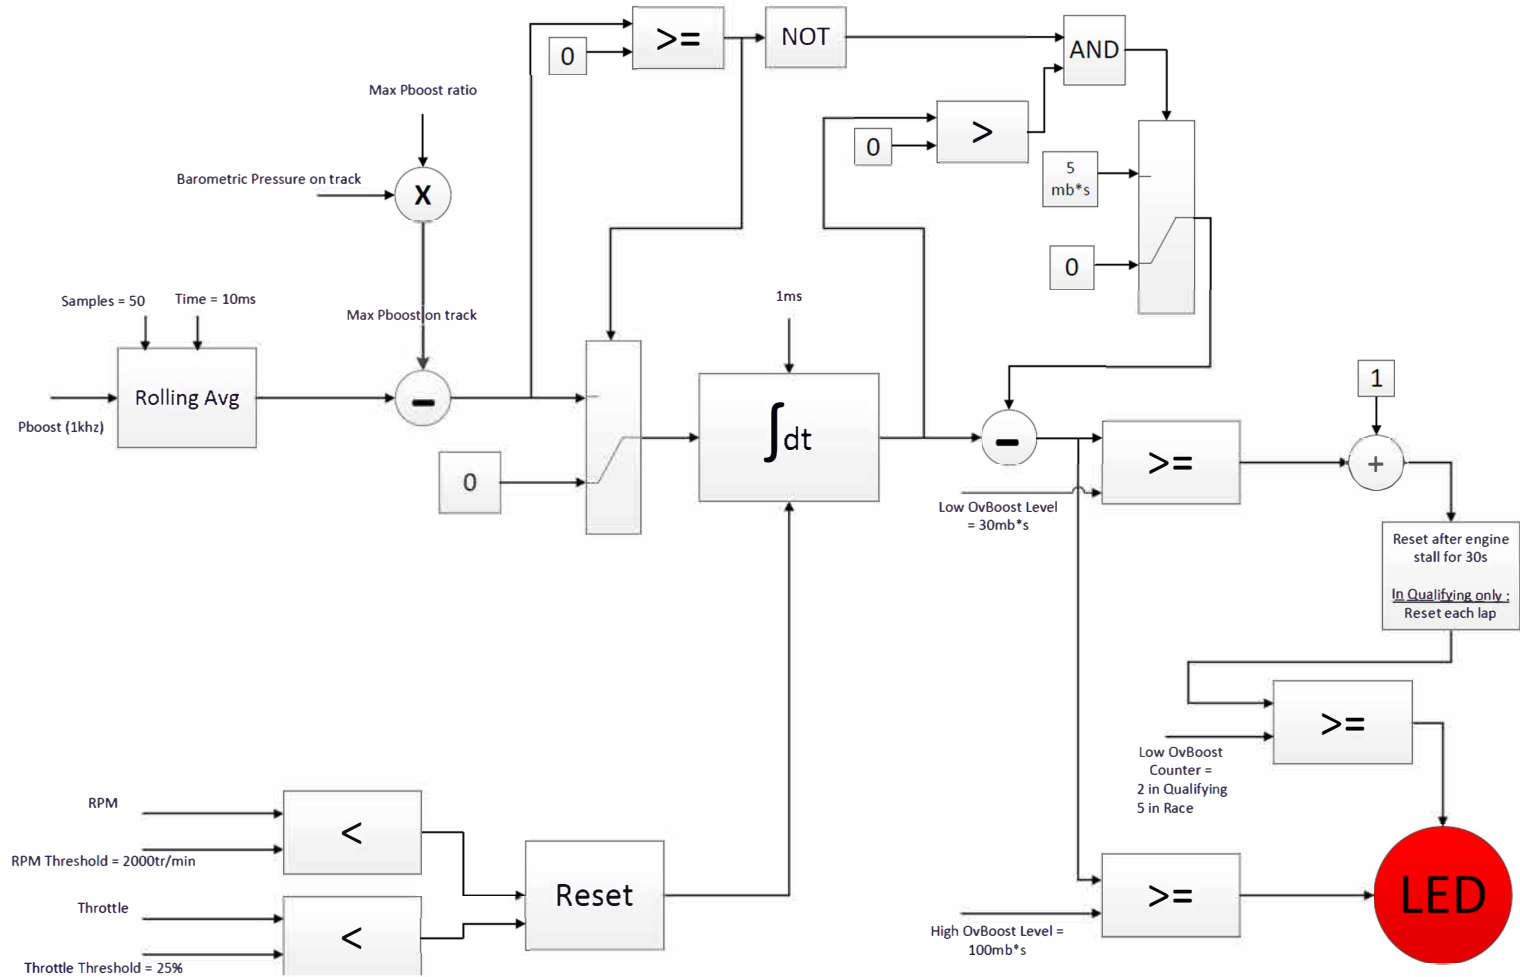 >=
NOT
AND
0
Max Pboost ratio
>
0
5
mb*s
Barometric Pressure on track
X
0
Samples = 50
Time = 10ms
1ms
Max Pboost on track
Rolling Avg
-
Pboost (1khz)
0
∫dt
-
1
>=
+
Low OvBoost Level
= 30mb*s
Reset after engine
stall for 30s
In Qualifying only :
Reset each lap
>=
Low OvBoost
Counter =
2 in Qualifying
5 in Race
RPM
<
RPM Threshold = 2000tr/min
Reset
Throttle
<
Throttle Threshold = 25%
>=
LED
High OvBoost Level =
100mb*s